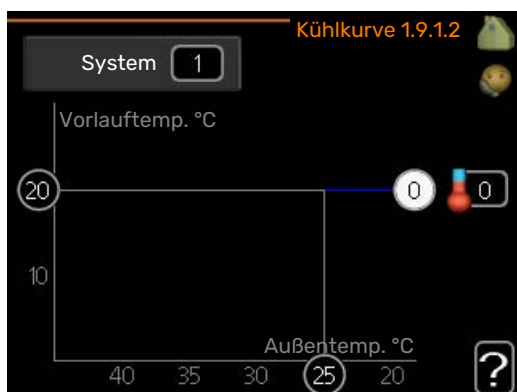 Kühlkurve 1.9.1.2
System 1
Vorlauftemp. °C
20
0
0
10
Außentemp. °C
40 35 30 25 20
?